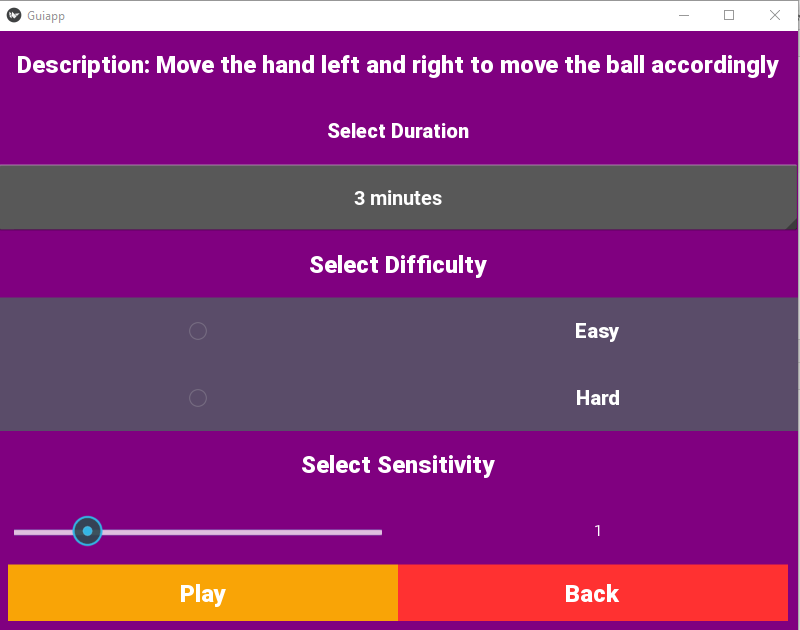 Guiapp
Description: Move the hand left and right to move the ball accordingly
Select Duration
3 minutes
Select Difficulty
Easy
Hard
Select Sensitivity
1
Play
Back